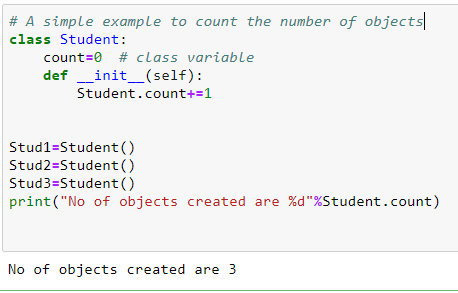 # A simple example to count the number of objects
class Student:
    count=0  # class variable
    def __init__(self):
        Student.count+=1
Stud1=Student()
Stud2=Student()
Stud3=Student()
print("No of objects created are %d"%Student.count)
No of objects created are 3